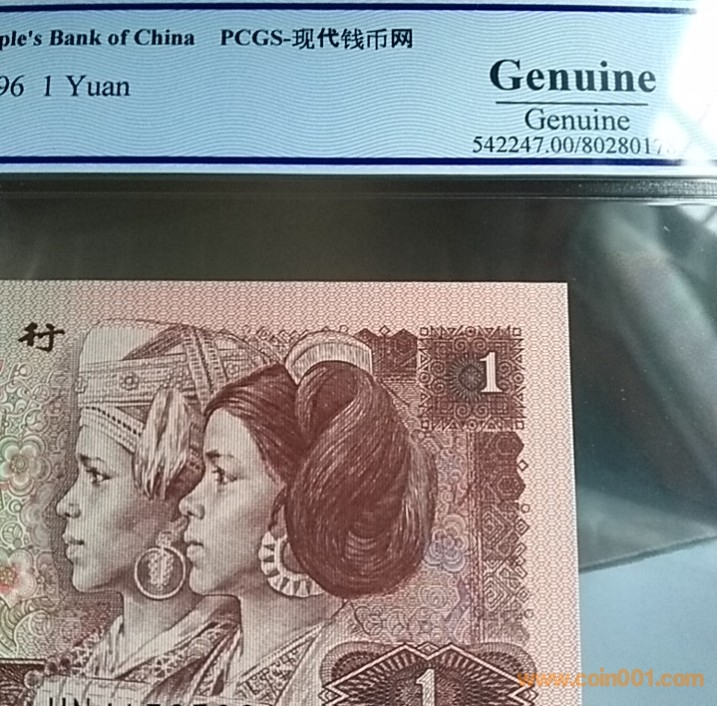 ple's Bank of China PCGS-现代钱币网
96 1 Yuan
Genuine
Genuine
542247.00/8028017
行
1
1
www.coin001.com